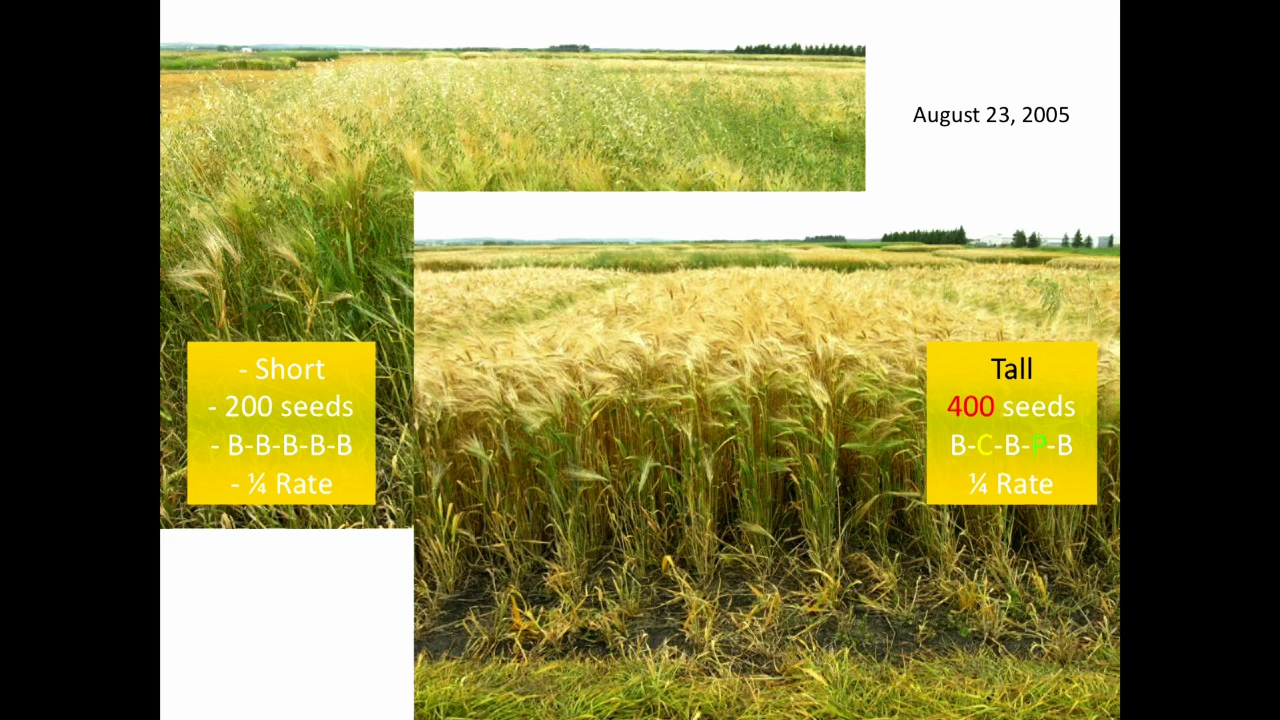 August 23, 2005
- Short
- 200 seeds
- B-B-B-B-B
- ¼ Rate
Tall
400 seeds
B-C-B-P-B
¼ Rate